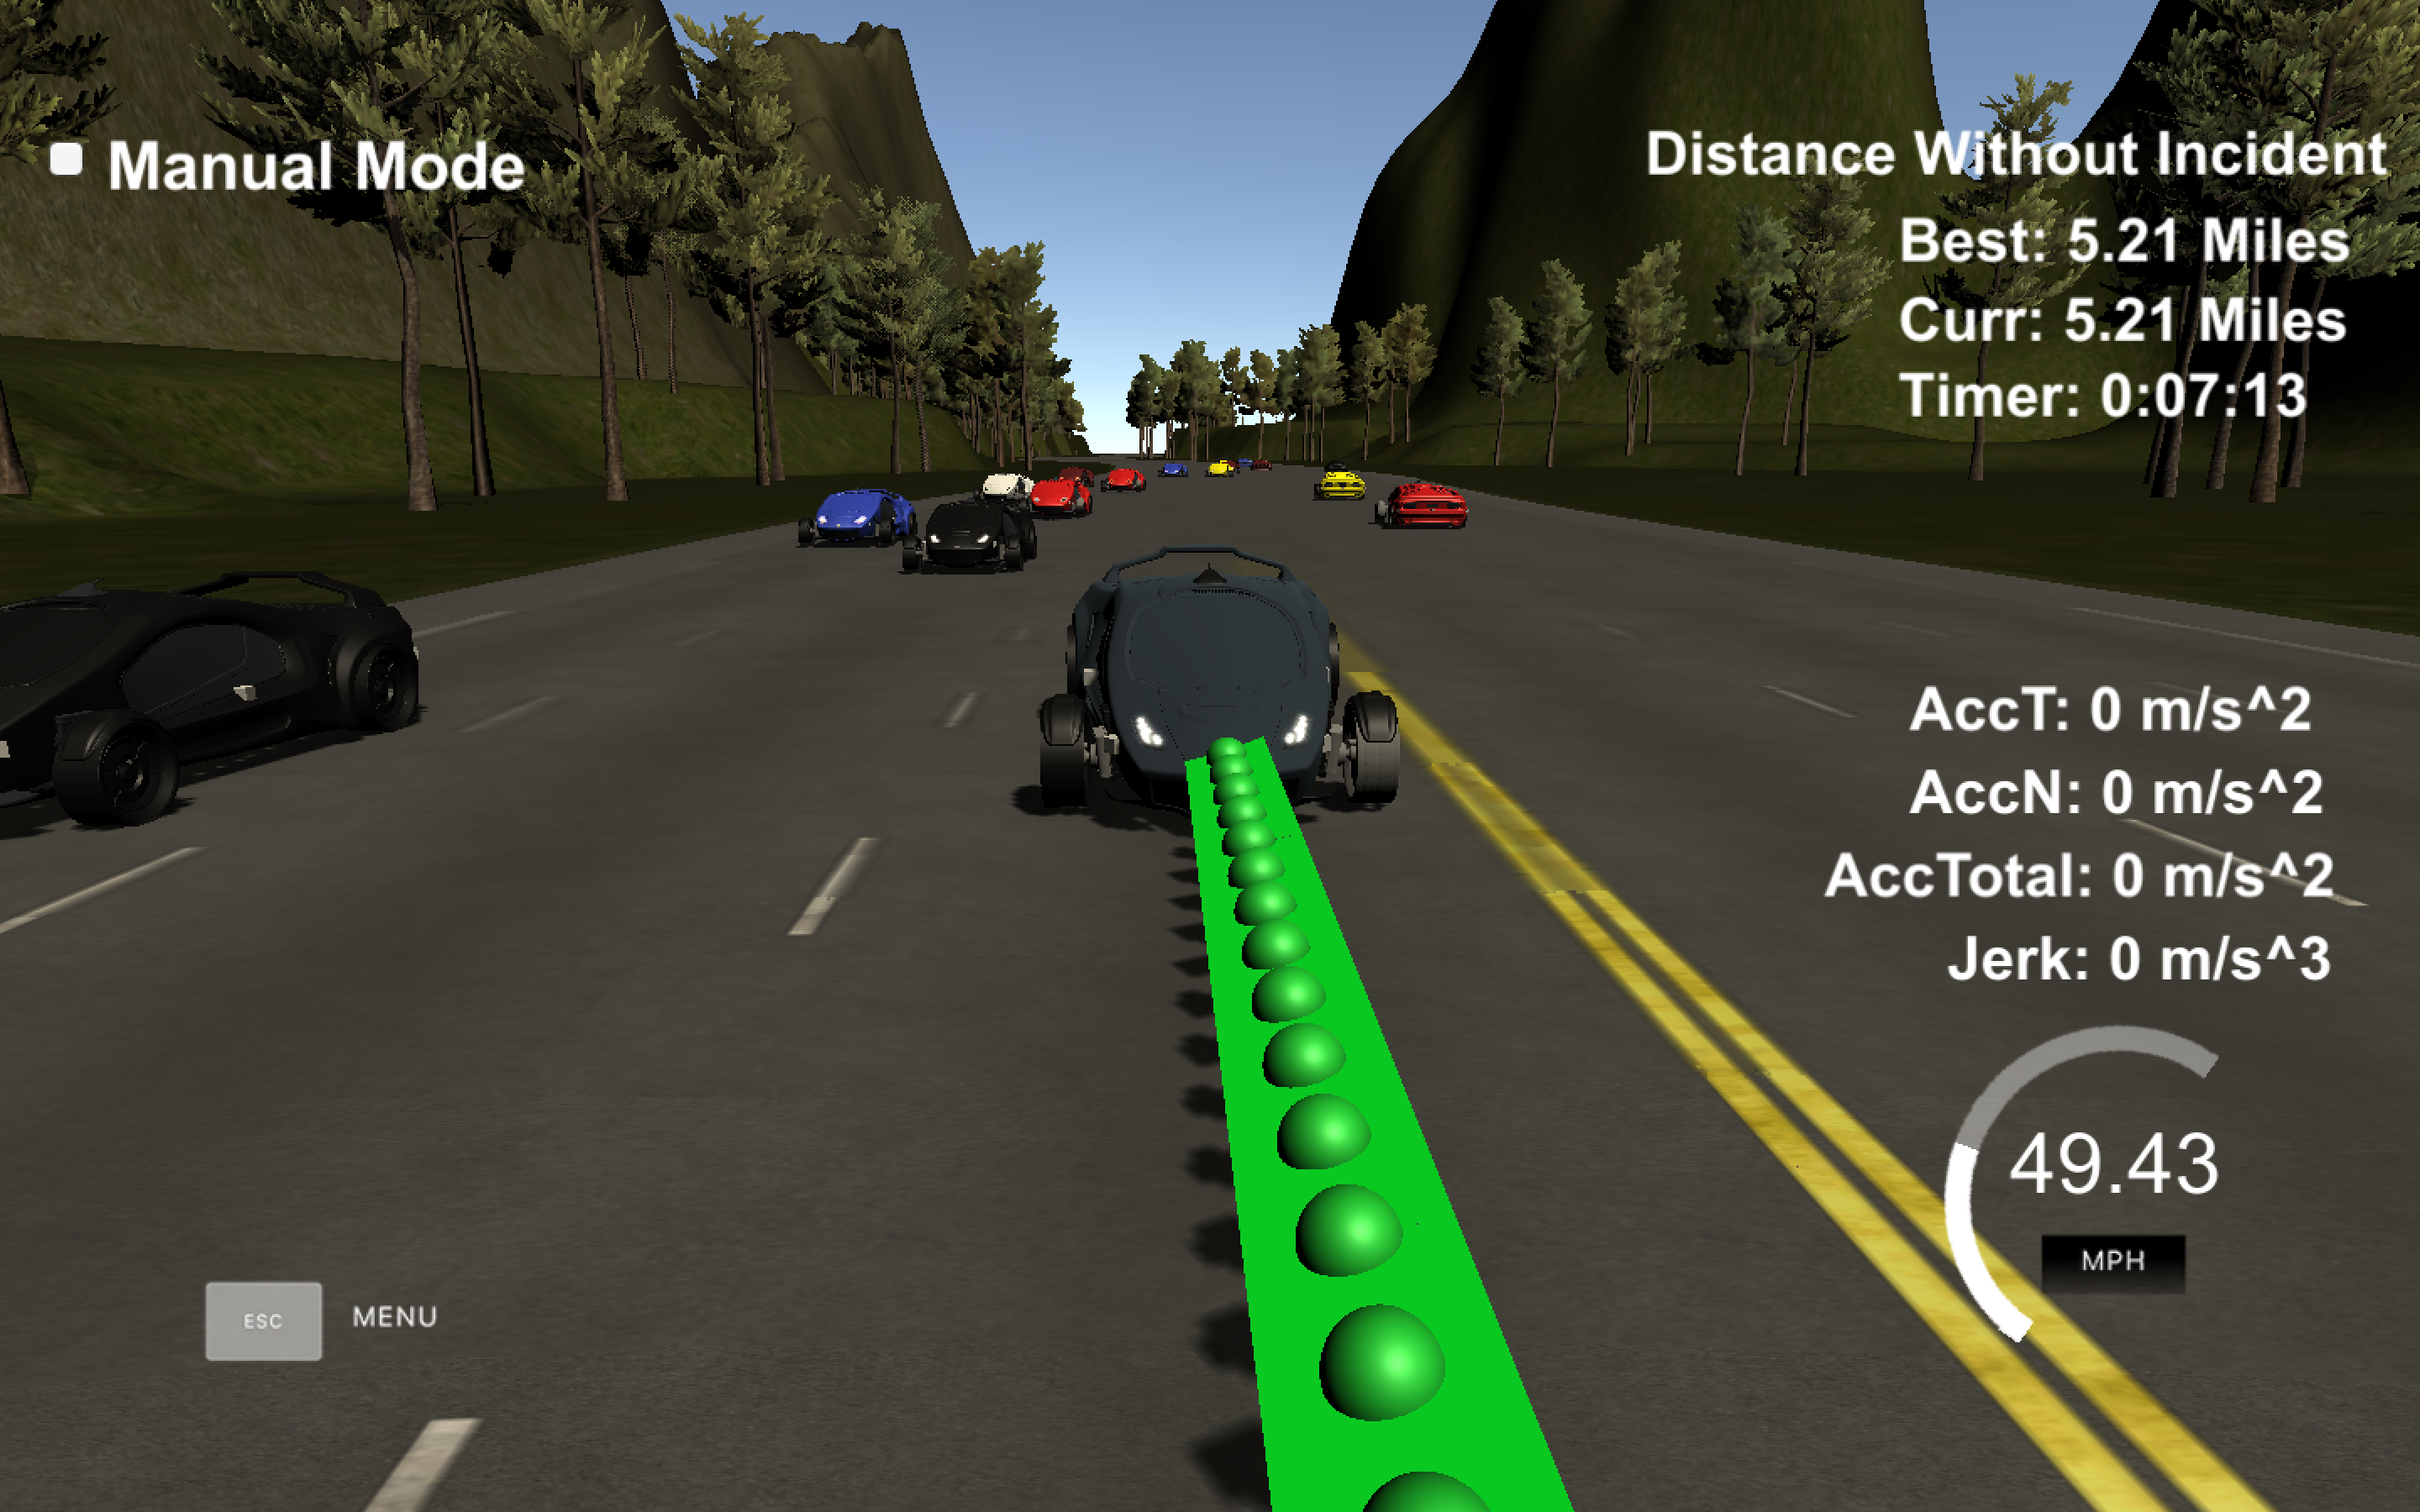 Manual Mode
Distance Without Incident
Best: 5.21 Miles
Curr: 5.21 Miles
Timer: 0:07:13
AccT: 0 m/s^2
AccN: 0 m/s^2
AccTotal: 0 m/s^2
Jerk: 0 m/s^3
49.43
MPH
ESC MENU